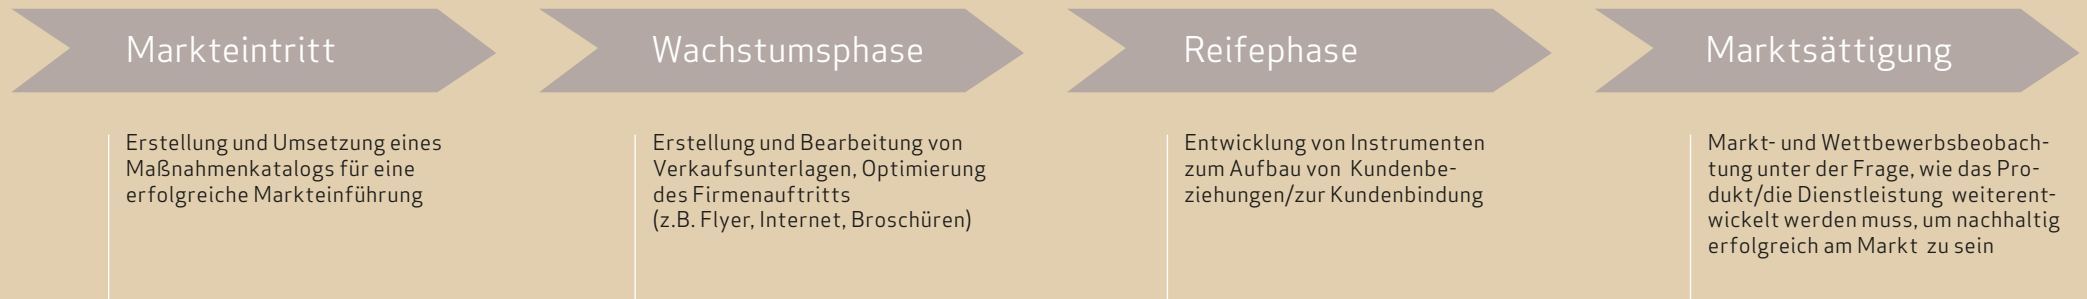 Markteintritt
Erstellung und Umsetzung eines
Maßnahmenkatalogs für eine
erfolgreiche Markteinführung
Wachstumsphase
Erstellung und Bearbeitung von
Verkaufsunterlagen, Optimierung
des Firmenauftritts
(z.B. Flyer, Internet, Broschüren)
Reifephase
Entwicklung von Instrumenten
zum Aufbau von Kundenbe-
ziehungen/zur Kundenbindung
Marktsättigung
Markt- und Wettbewerbsbeobach-
tung unter der Frage, wie das Pro-
dukt/die Dienstleistung weiterent-
wickelt werden muss, um nachhaltig
erfolgreich am Markt zu sein